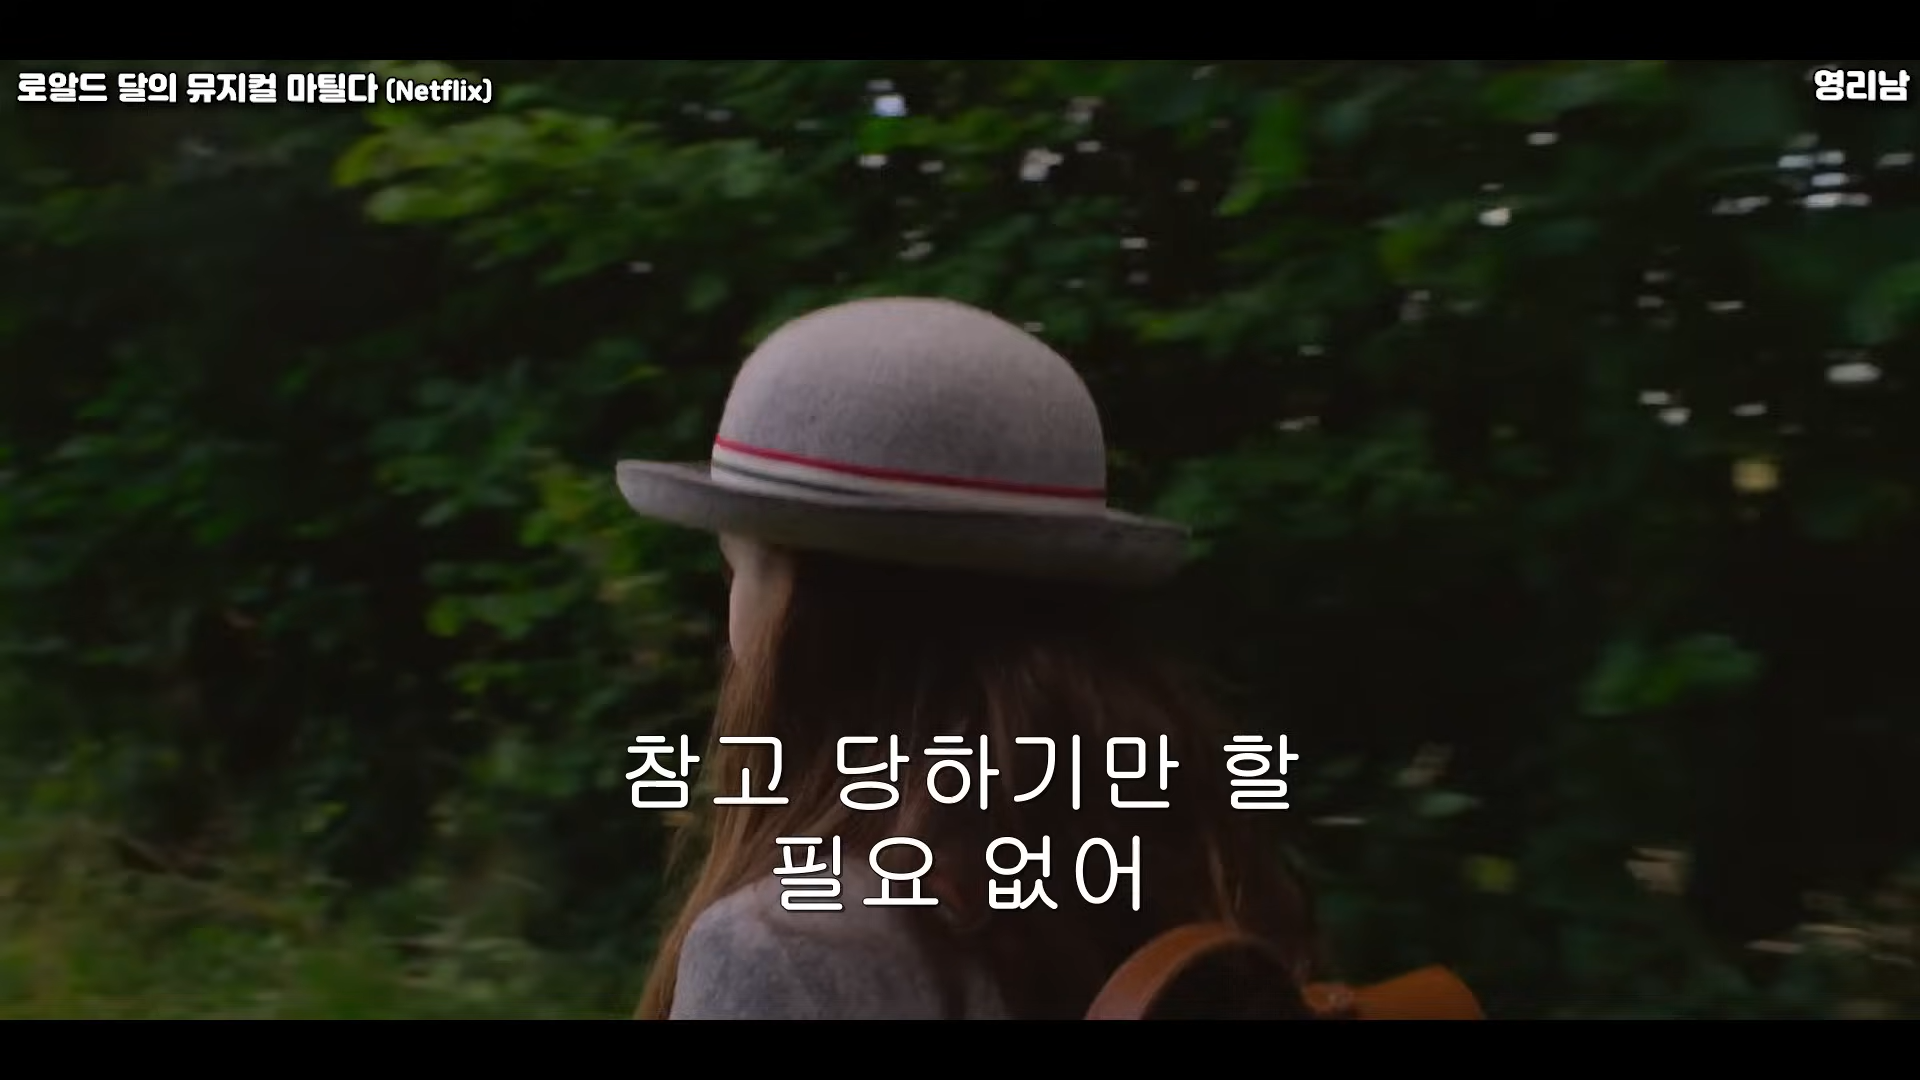 로알드 달의 뮤지컬 마틸다 (Netflix)
영리남
참고 당하기만 할
필요 없어